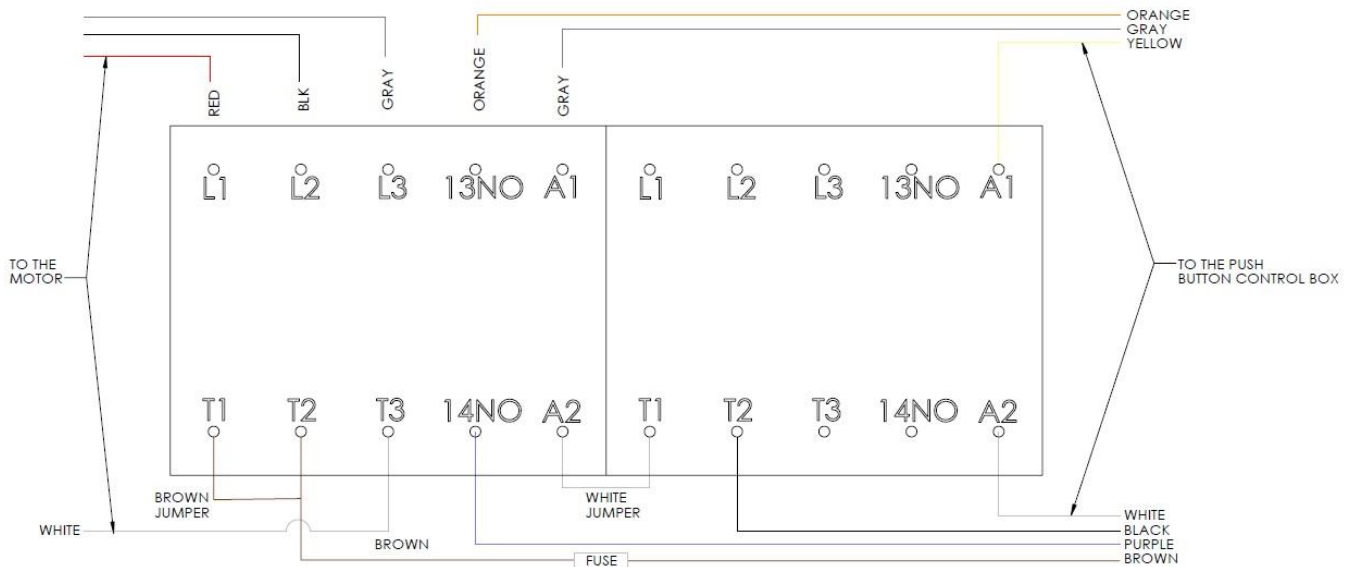 ORANGE
GRAY
YELLOW
RED
BLK
GRAY
ORANGE
GRAY
L1 L2 L3 13NO A1 L1 L2 L3 13NO A1
TO THE
MOTOR
TO THE PUSH
BUTTON CONTROL BOX
T1 T2 T3 14NO A2 T1 T2 T3 14NO A2
BROWN
JUMPER
WHITE
JUMPER
WHITE
BROWN
FUSE
WHITE
BLACK
PURPLE
BROWN